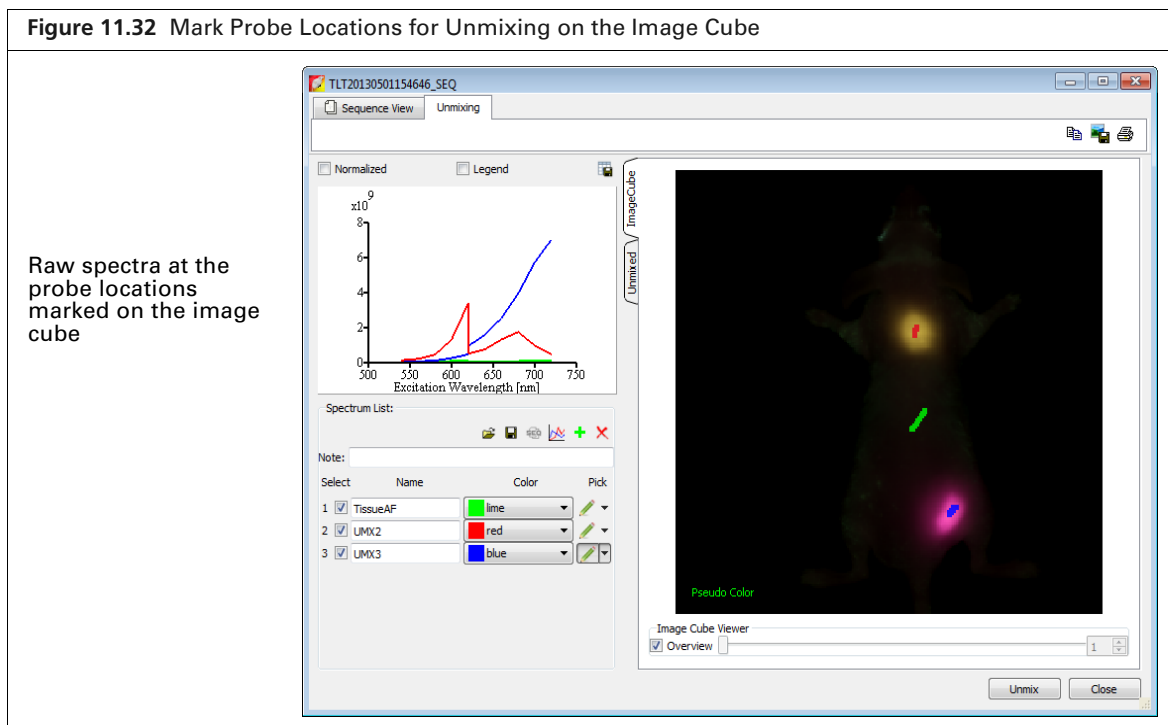 Figure 11.32 Mark Probe Locations for Unmixing on the Image Cube
Raw spectra at the
probe locations
marked on the image
cube
TLT20130501154646_SEQ
Sequence View Unmixing
Normalized Legend
x10^9
8
6
4
2
0
500 550 600 650 700 750
Excitation Wavelength [nm]
Spectrum List:
SEQ
Note:
Select Name Color Pick
1 TissueAF lime
2 UMX2 red
3 UMX3 blue
ImageCube
Unmixed
Pseudo Color
Image Cube Viewer
Overview 1
Unmix Close